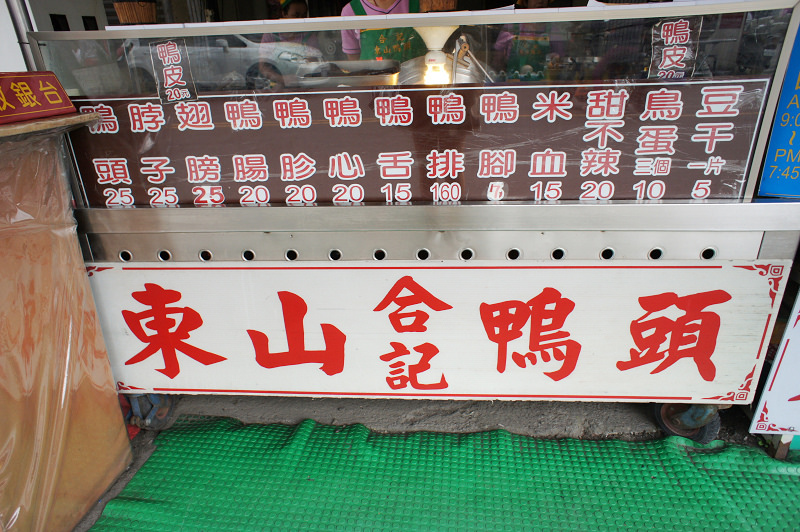 鴨皮
20元
鴨皮
20元
鴨頭 25
脖子 25
翅膀 25
鴨腸 20
鴨胗 20
鴨心 20
鴨舌 15
鴨排 160
鴨腳
米血 15
甜不辣 20
鳥蛋三個 10
豆干一片 5
收銀台
東山合記鴨頭
AM
PM